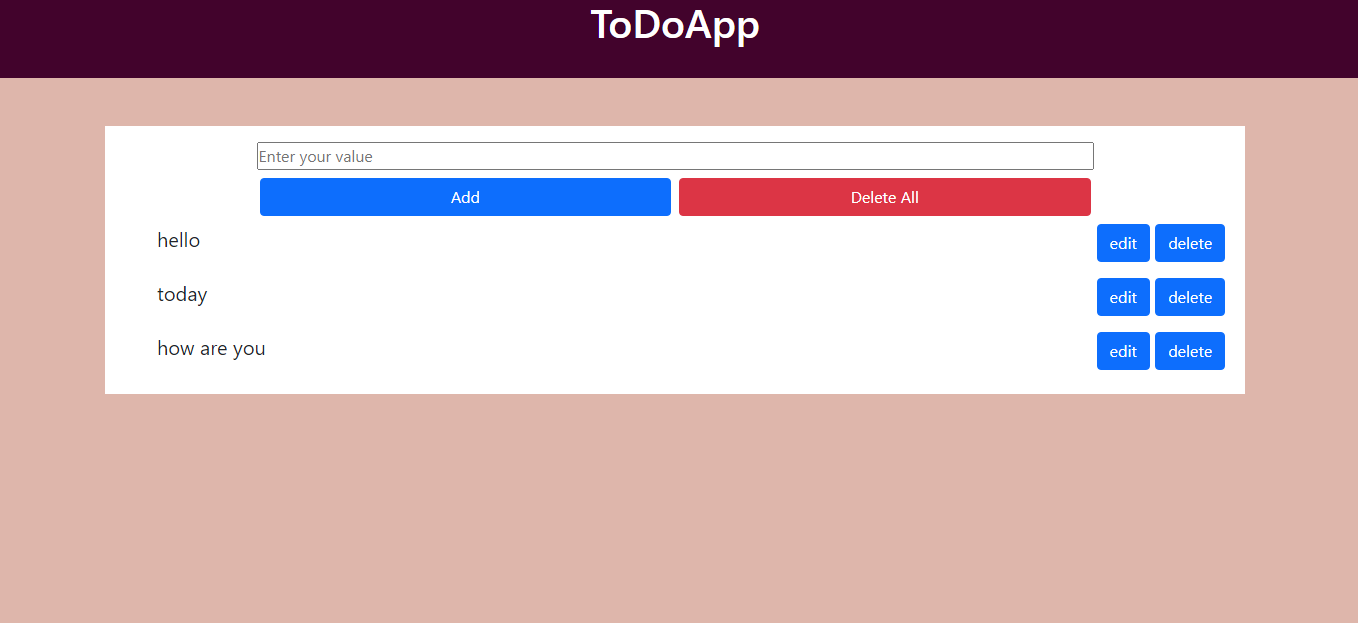 ToDoApp
Enter your value
Add Delete All
hello edit delete
today edit delete
how are you edit delete